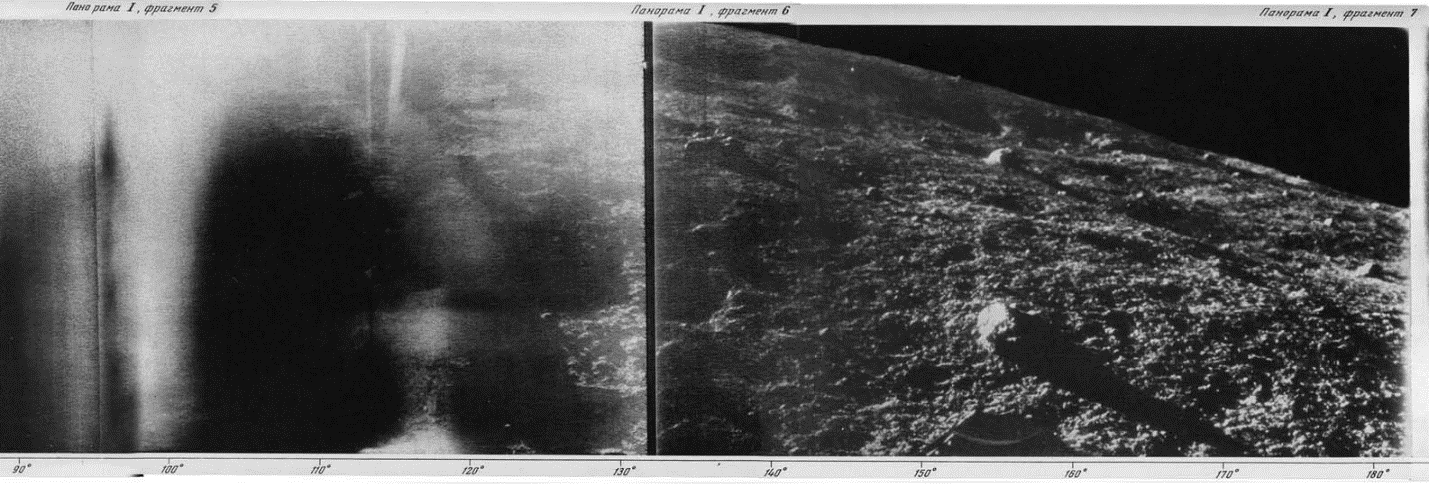 Панорама I, фрагмент 5
Панорама I, фрагмент 6
Панорама I, фрагмент 7
90° 100° 110° 120° 130° 140° 150° 160° 170° 180°